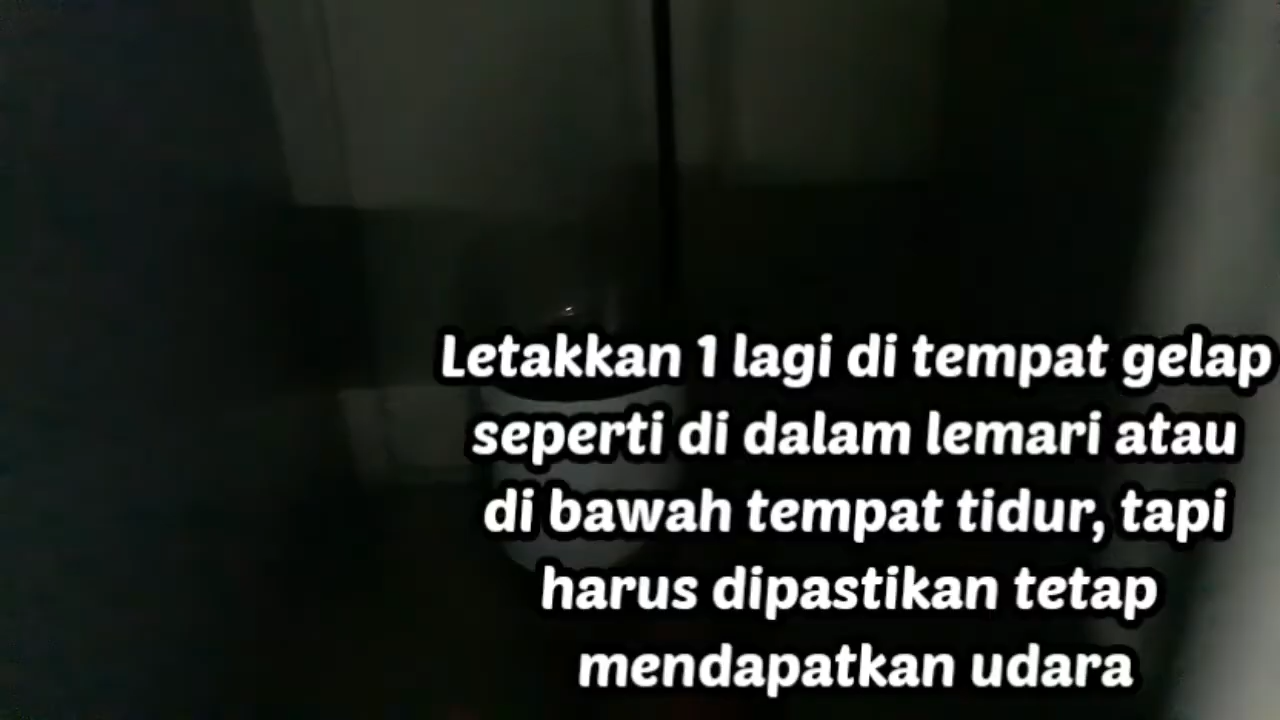 Letakkan 1 lagi di tempat gelap
seperti di dalam lemari atau
di bawah tempat tidur, tapi
harus dipastikan tetap
mendapatkan udara